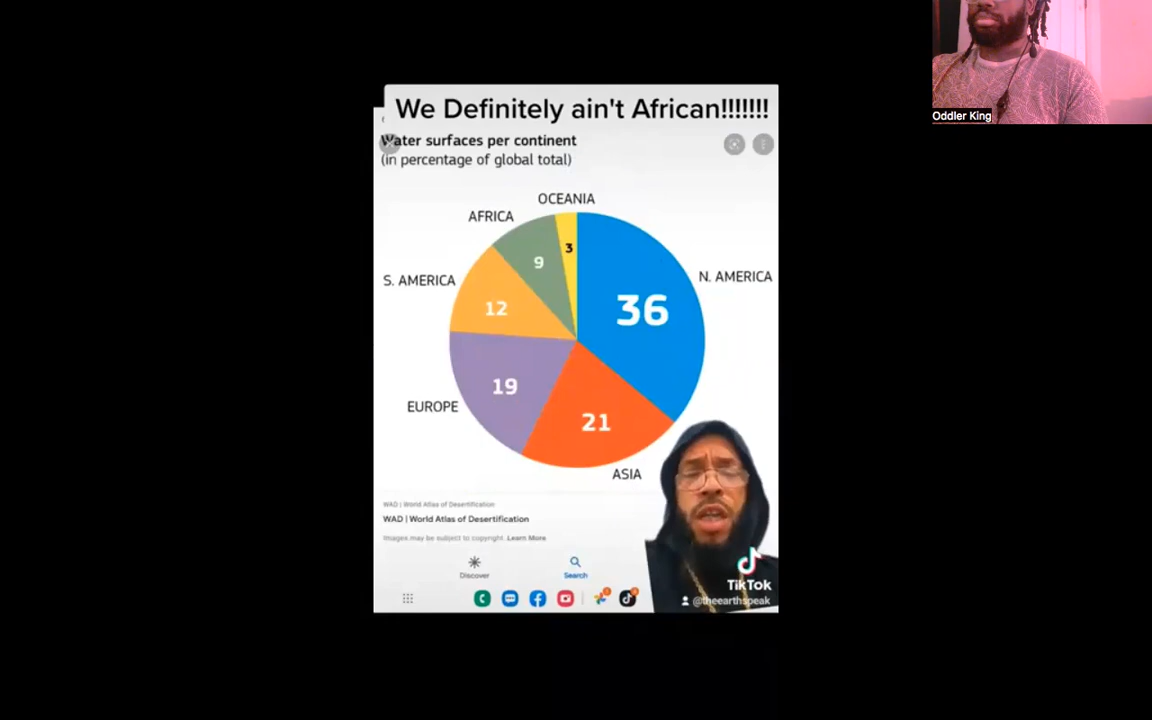 Oddler King
We Definitely ain't African!!!!!!!
Water surfaces per continent
(in percentage of global total)
OCEANIA
AFRICA
3
9
N. AMERICA
S. AMERICA
36
12
19
EUROPE
21
ASIA
WAD | World Atlas of Desertification
WAD | World Atlas of Desertification
Images may be subject to copyright. Learn More
Discover
Search
TikTok
@theearthspeak